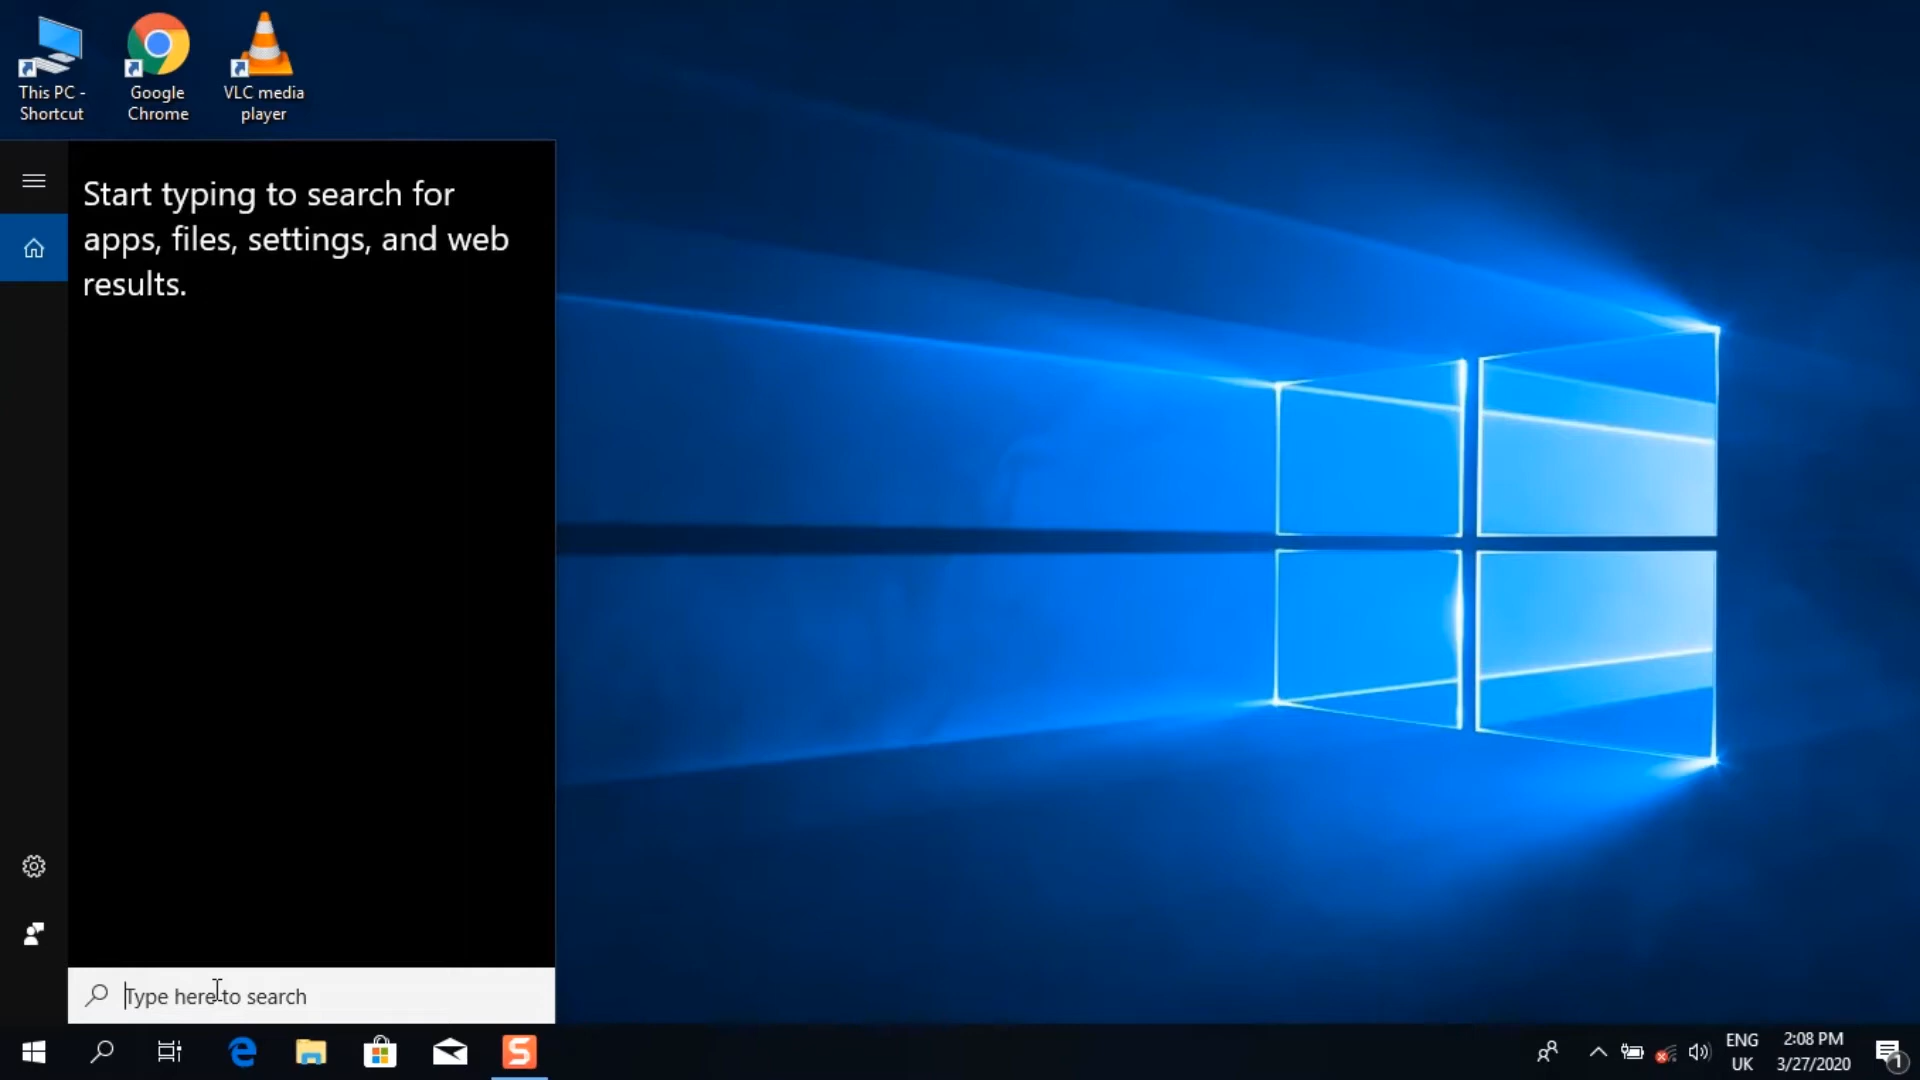 This PC -
Shortcut
Google
Chrome
VLC media
player
Start typing to search for
apps, files, settings, and web
results.
Type here to search
ENG
UK
2:08 PM
3/27/2020
1